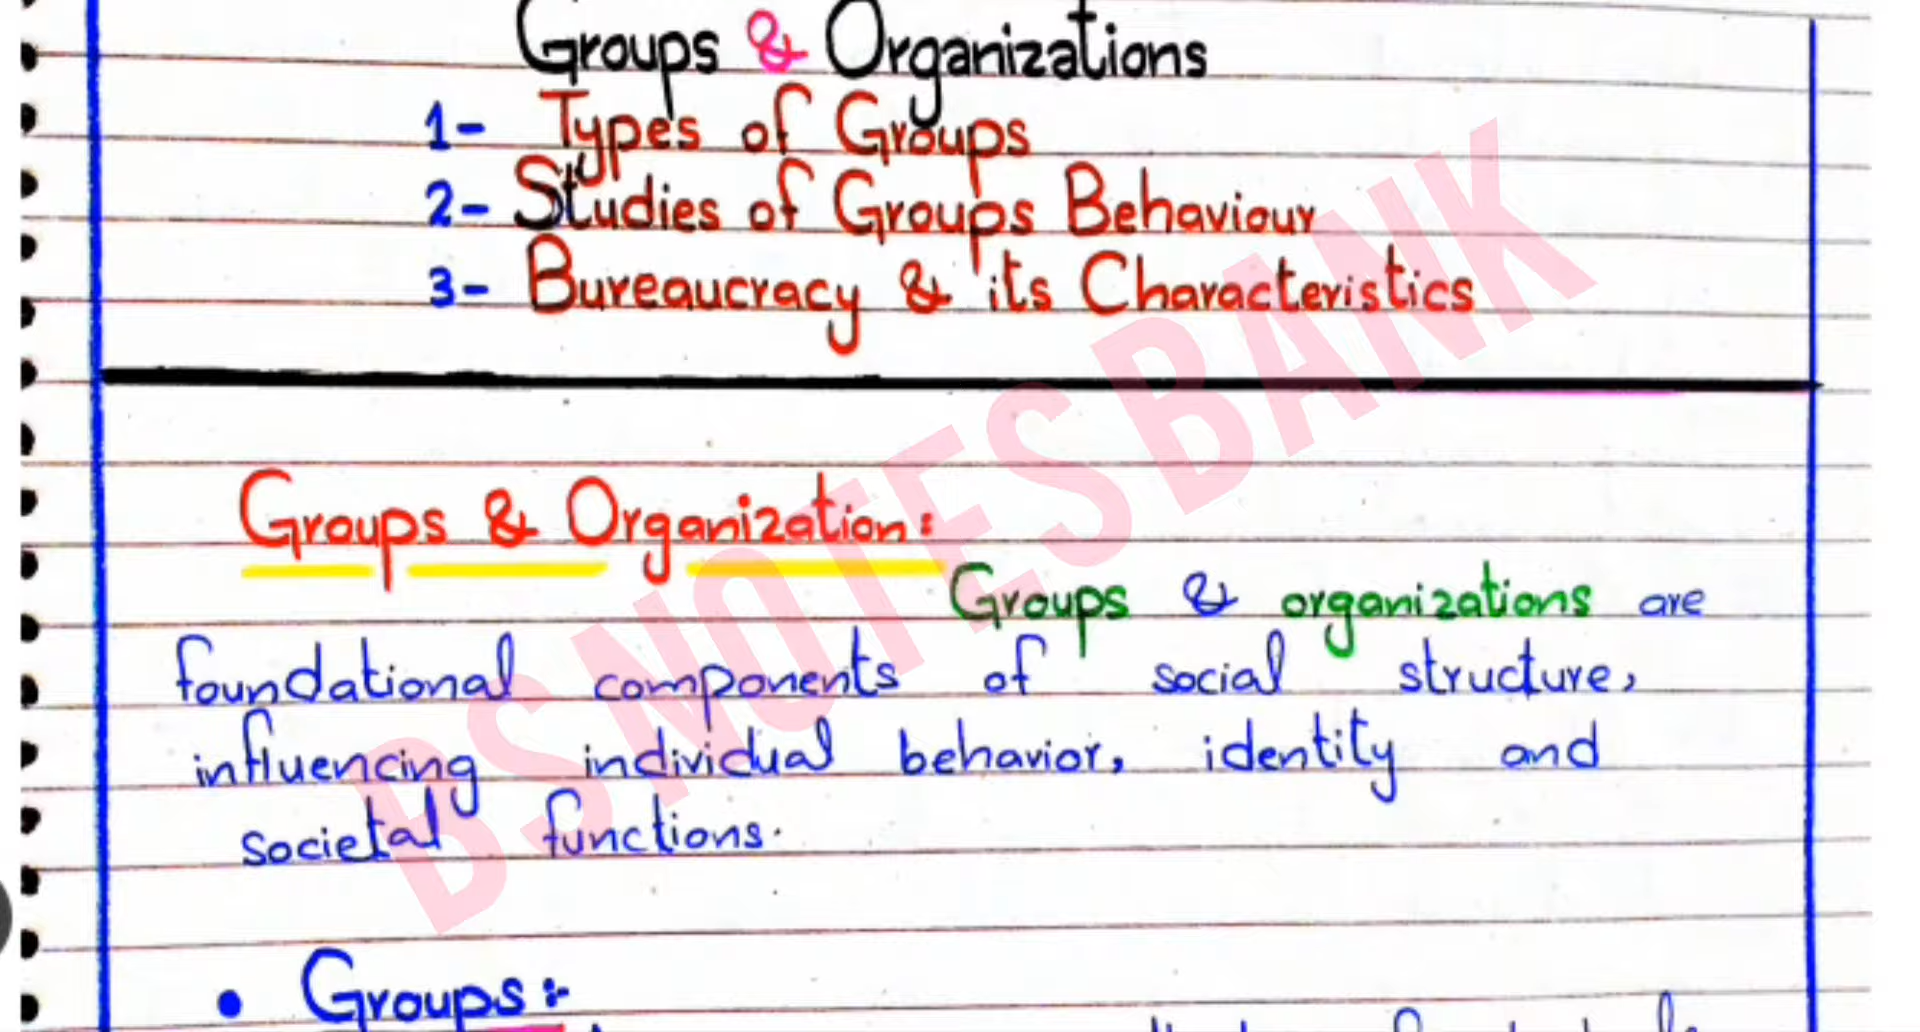 Groups & Organizations
1- Types of Groups
2- Studies of Groups Behaviour
3- Bureaucracy & its Characteristics
Groups & Organization:
Groups & organizations are
foundational components of social structure,
influencing individual behavior, identity and
societal functions.
• Groups :-
BS NOTES BANK